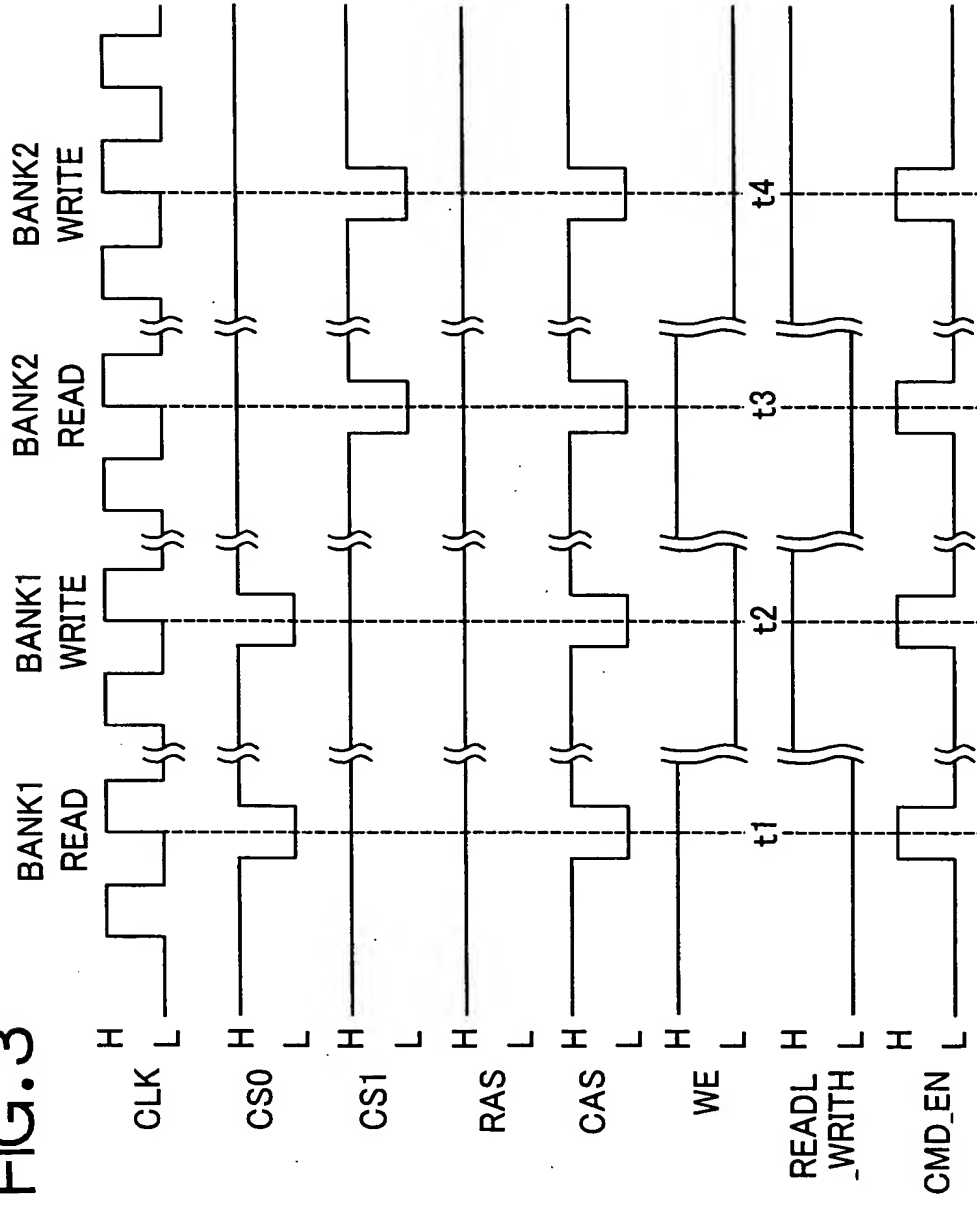 FIG. 3
BANK1
READ
BANK1
WRITE
BANK2
READ
BANK2
WRITE
CLK H
L
CS0 H
L
CS1 H
L
RAS H
L
CAS H
L
WE H
L
READL
_WRITH H
L
CMD_EN H
L
t1 t2 t3 t4